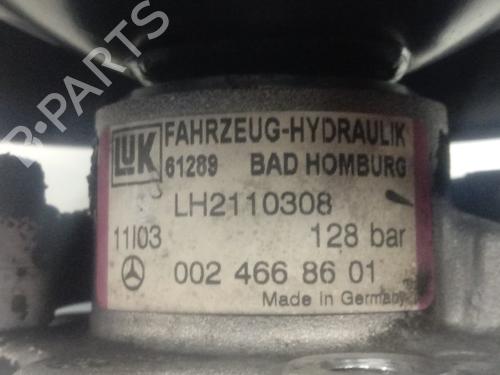 B-PARTS
LUK FAHRZEUG-HYDRAULIK
61289 BAD HOMBURG
LH2110308
11/03 128 bar
002 466 86 01
Made in Germany